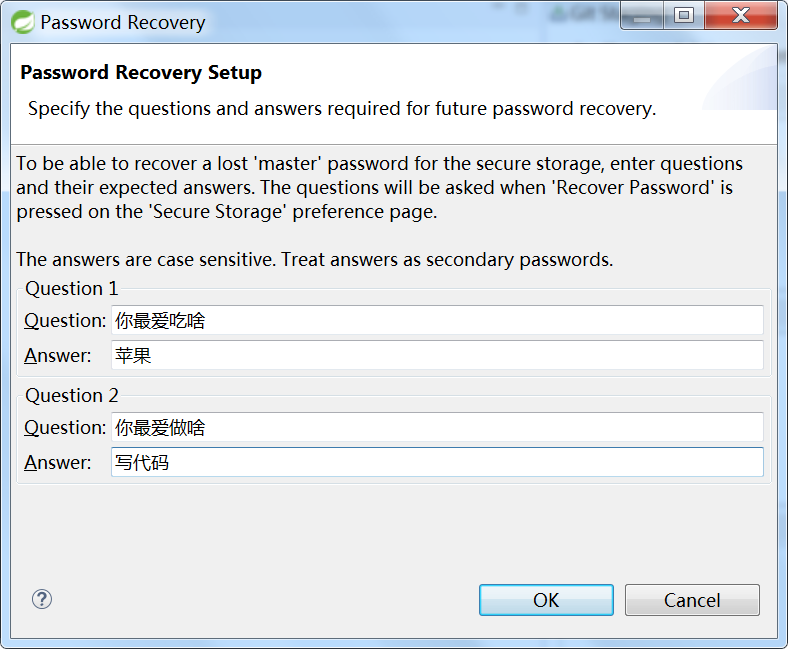 Password Recovery
Password Recovery Setup
Specify the questions and answers required for future password recovery.
To be able to recover a lost 'master' password for the secure storage, enter questions
and their expected answers. The questions will be asked when 'Recover Password' is
pressed on the 'Secure Storage' preference page.
The answers are case sensitive. Treat answers as secondary passwords.
Question 1
Question: 你最爱吃啥
Answer: 苹果
Question 2
Question: 你最爱做啥
Answer: 写代码
?
OK Cancel